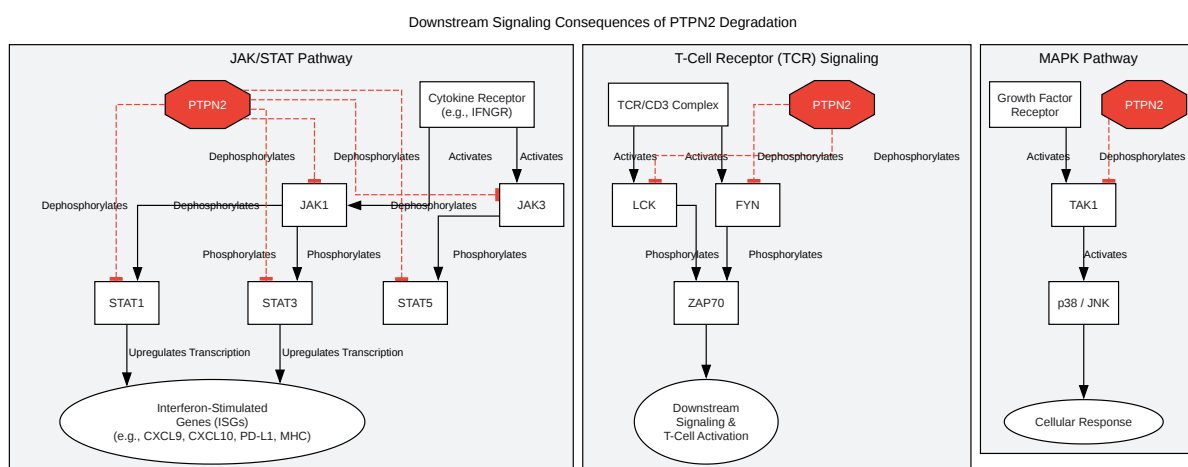 Downstream Signaling Consequences of PTPN2 Degradation
JAK/STAT Pathway
PTPN2
Cytokine Receptor
(e.g., IFNGR)
Dephosphorylates
Dephosphorylates
Activates
Activates
JAK1
JAK3
Dephosphorylates
Dephosphorylates
Dephosphorylates
Phosphorylates
Phosphorylates
Phosphorylates
STAT1
STAT3
STAT5
Upregulates Transcription
Upregulates Transcription
Interferon-Stimulated
Genes (ISGs)
(e.g., CXCL9, CXCL10, PD-L1, MHC)
T-Cell Receptor (TCR) Signaling
TCR/CD3 Complex
PTPN2
Activates
Activates
Dephosphorylates
Dephosphorylates
LCK
FYN
Phosphorylates
Phosphorylates
ZAP70
Downstream
Signaling &
T-Cell Activation
MAPK Pathway
Growth Factor
Receptor
PTPN2
Activates
Dephosphorylates
TAK1
Activates
p38 / JNK
Cellular Response